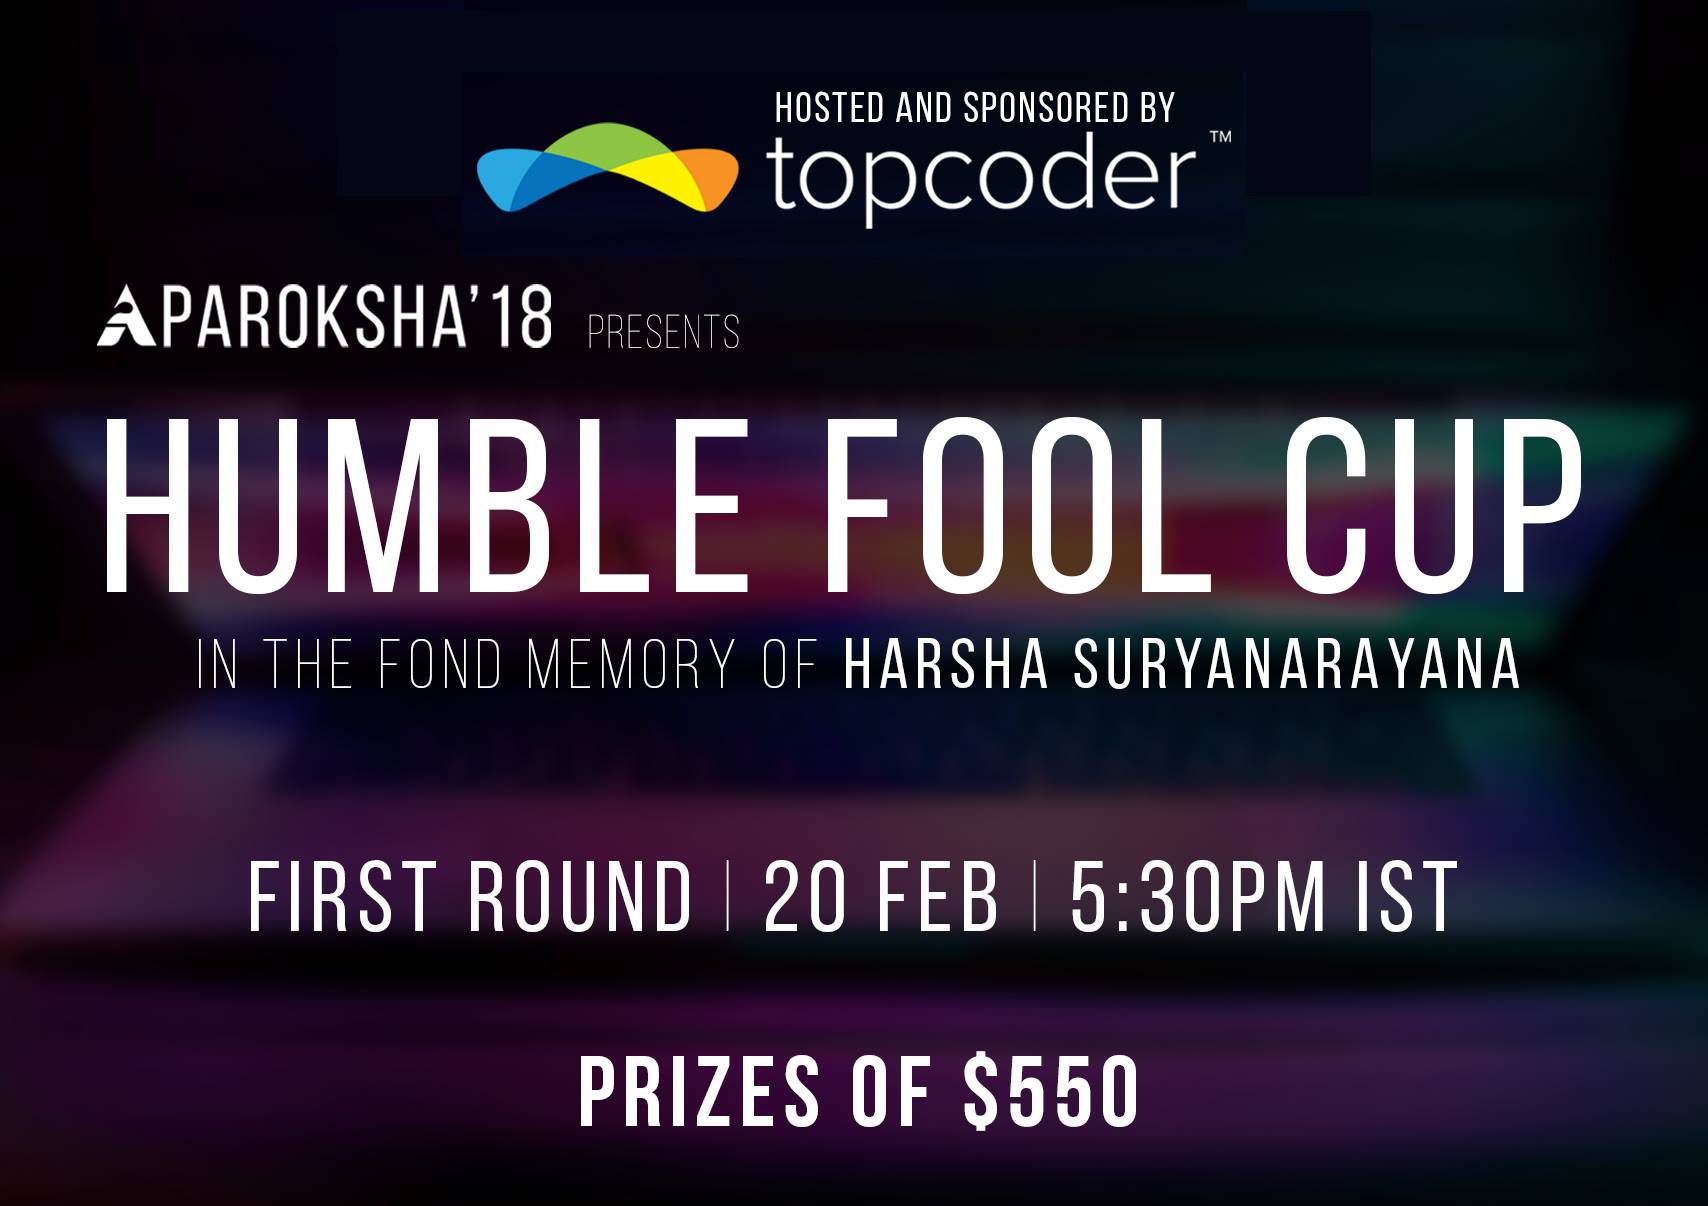 HOSTED AND SPONSORED BY
topcoder™
APAROKSHA'18 PRESENTS
HUMBLE FOOL CUP
IN THE FOND MEMORY OF HARSHA SURYANARAYANA
FIRST ROUND | 20 FEB | 5:30PM IST
PRIZES OF $550